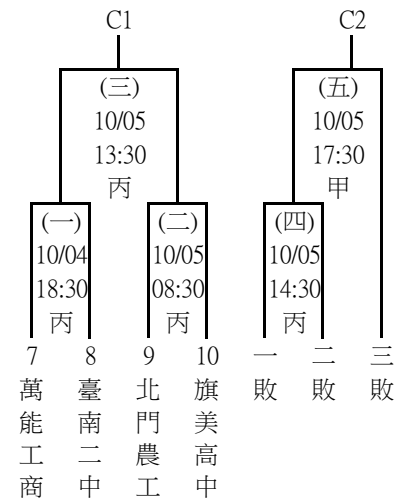 C1 C2
(三) (五)
10/05 10/05
13:30 17:30
丙 甲
(一) (二) (四)
10/04 10/05 10/05
18:30 08:30 14:30
丙 丙 丙
7 8 9 10 一敗 二敗 三敗
萬能工商
臺南二中
北門農工
旗美高中